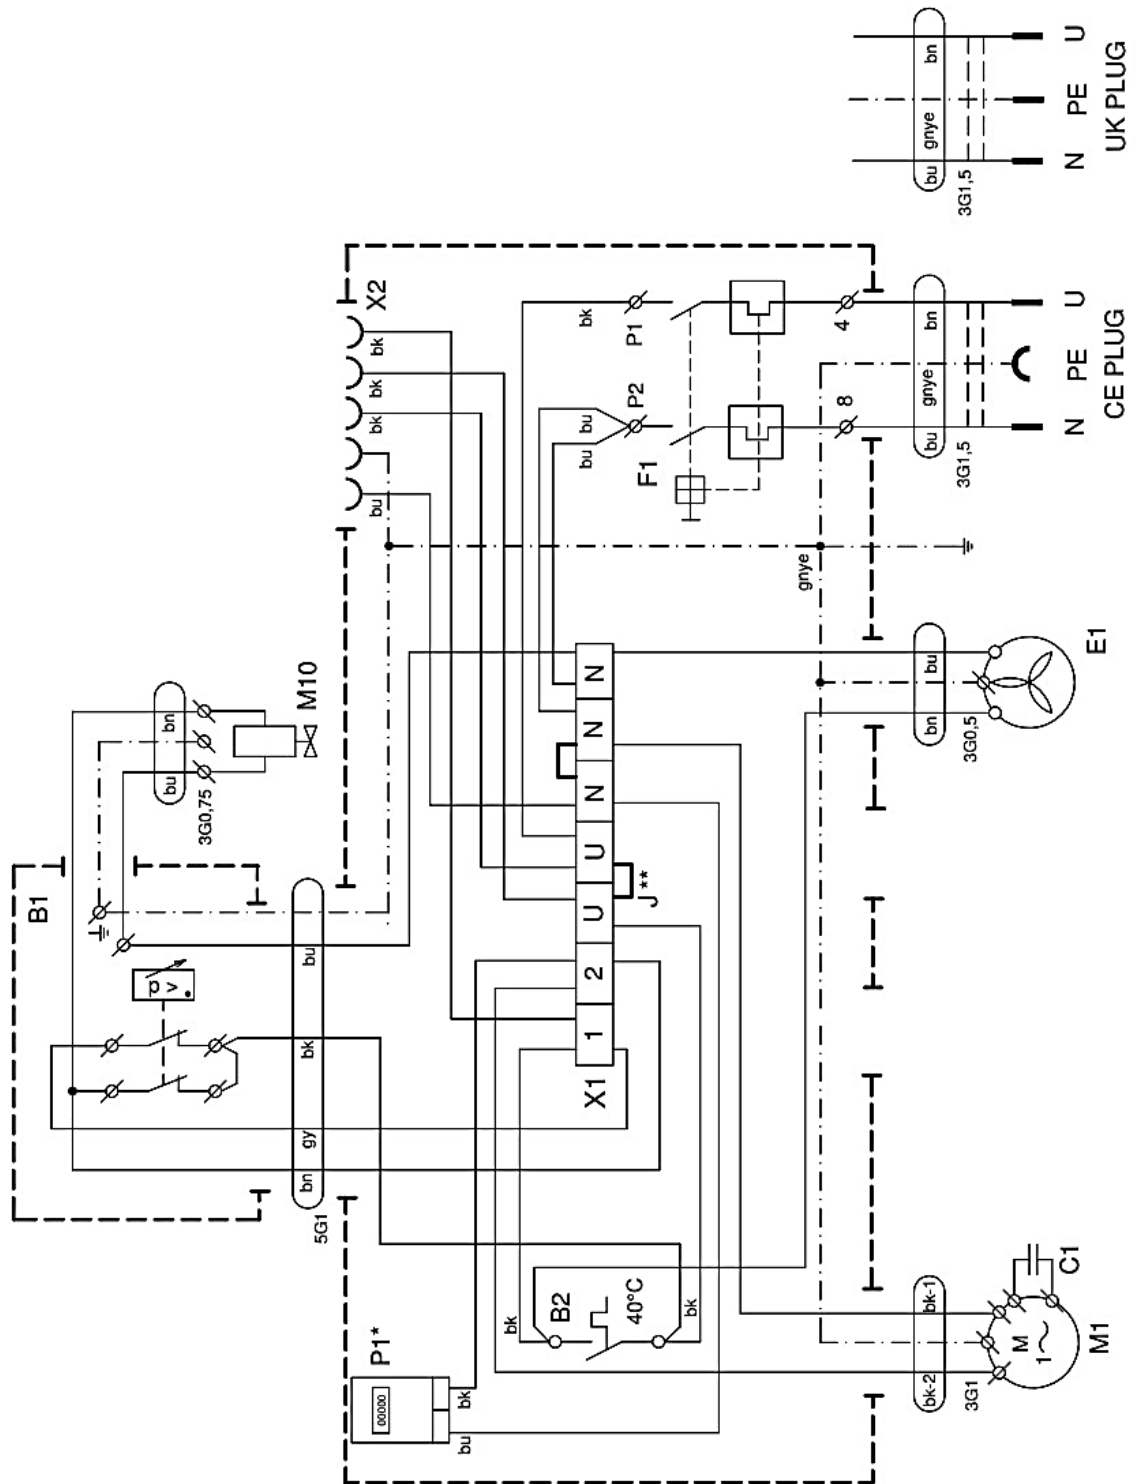 B1
p
bu bn
3G0,75
M10
bn gy bk bu
5G1
X2
bu bk bk bk bk
P1*
00000
bu bk
bk
B2
40°C
bk
X1
1 2 U U N N N
J**
bu bu bk
P2 P1
F1
gnye
8 4
bk-2 bk-1
3G1
C1
M1
bn bu
3G0,5
E1
bu gnye bn
3G1,5
N PE U
CE PLUG
bu gnye bn
3G1,5
N PE U
UK PLUG
M
1~